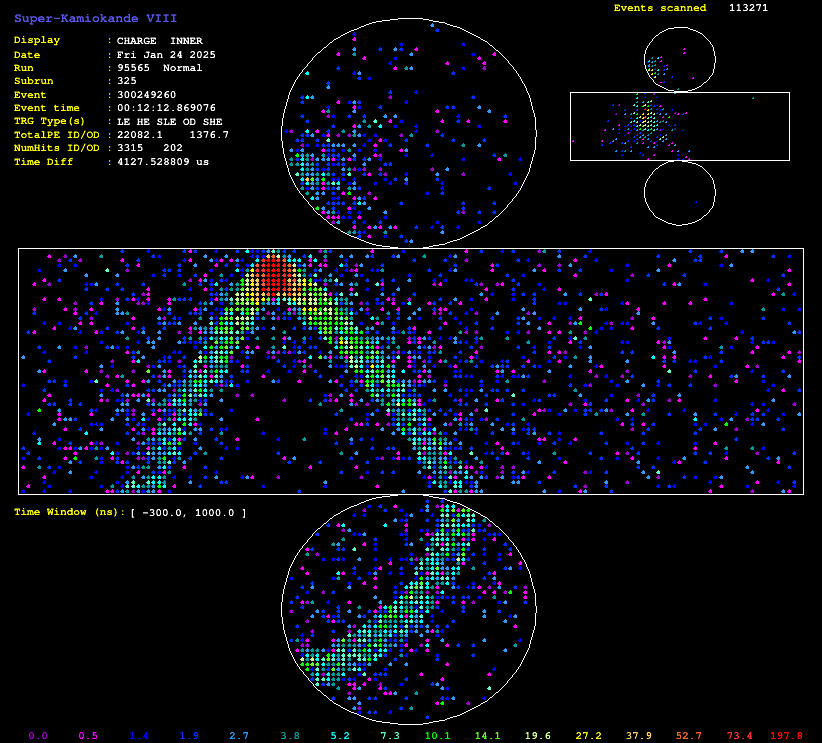 Events scanned 113271
Super-Kamiokande VIII
Display : CHARGE INNER
Date : Fri Jan 24 2025
Run : 95565 Normal
Subrun : 325
Event : 300249260
Event time : 00:12:12.869076
TRG Type(s) : LE HE SLE OD SHE
TotalPE ID/OD : 22082.1 1376.7
NumHits ID/OD : 3315 202
Time Diff : 4127.528809 us
Time Window (ns): [ -300.0, 1000.0 ]
0.0 0.5 1.4 1.9 2.7 3.8 5.2 7.3 10.1 14.1 19.6 27.2 37.9 52.7 73.4 197.8